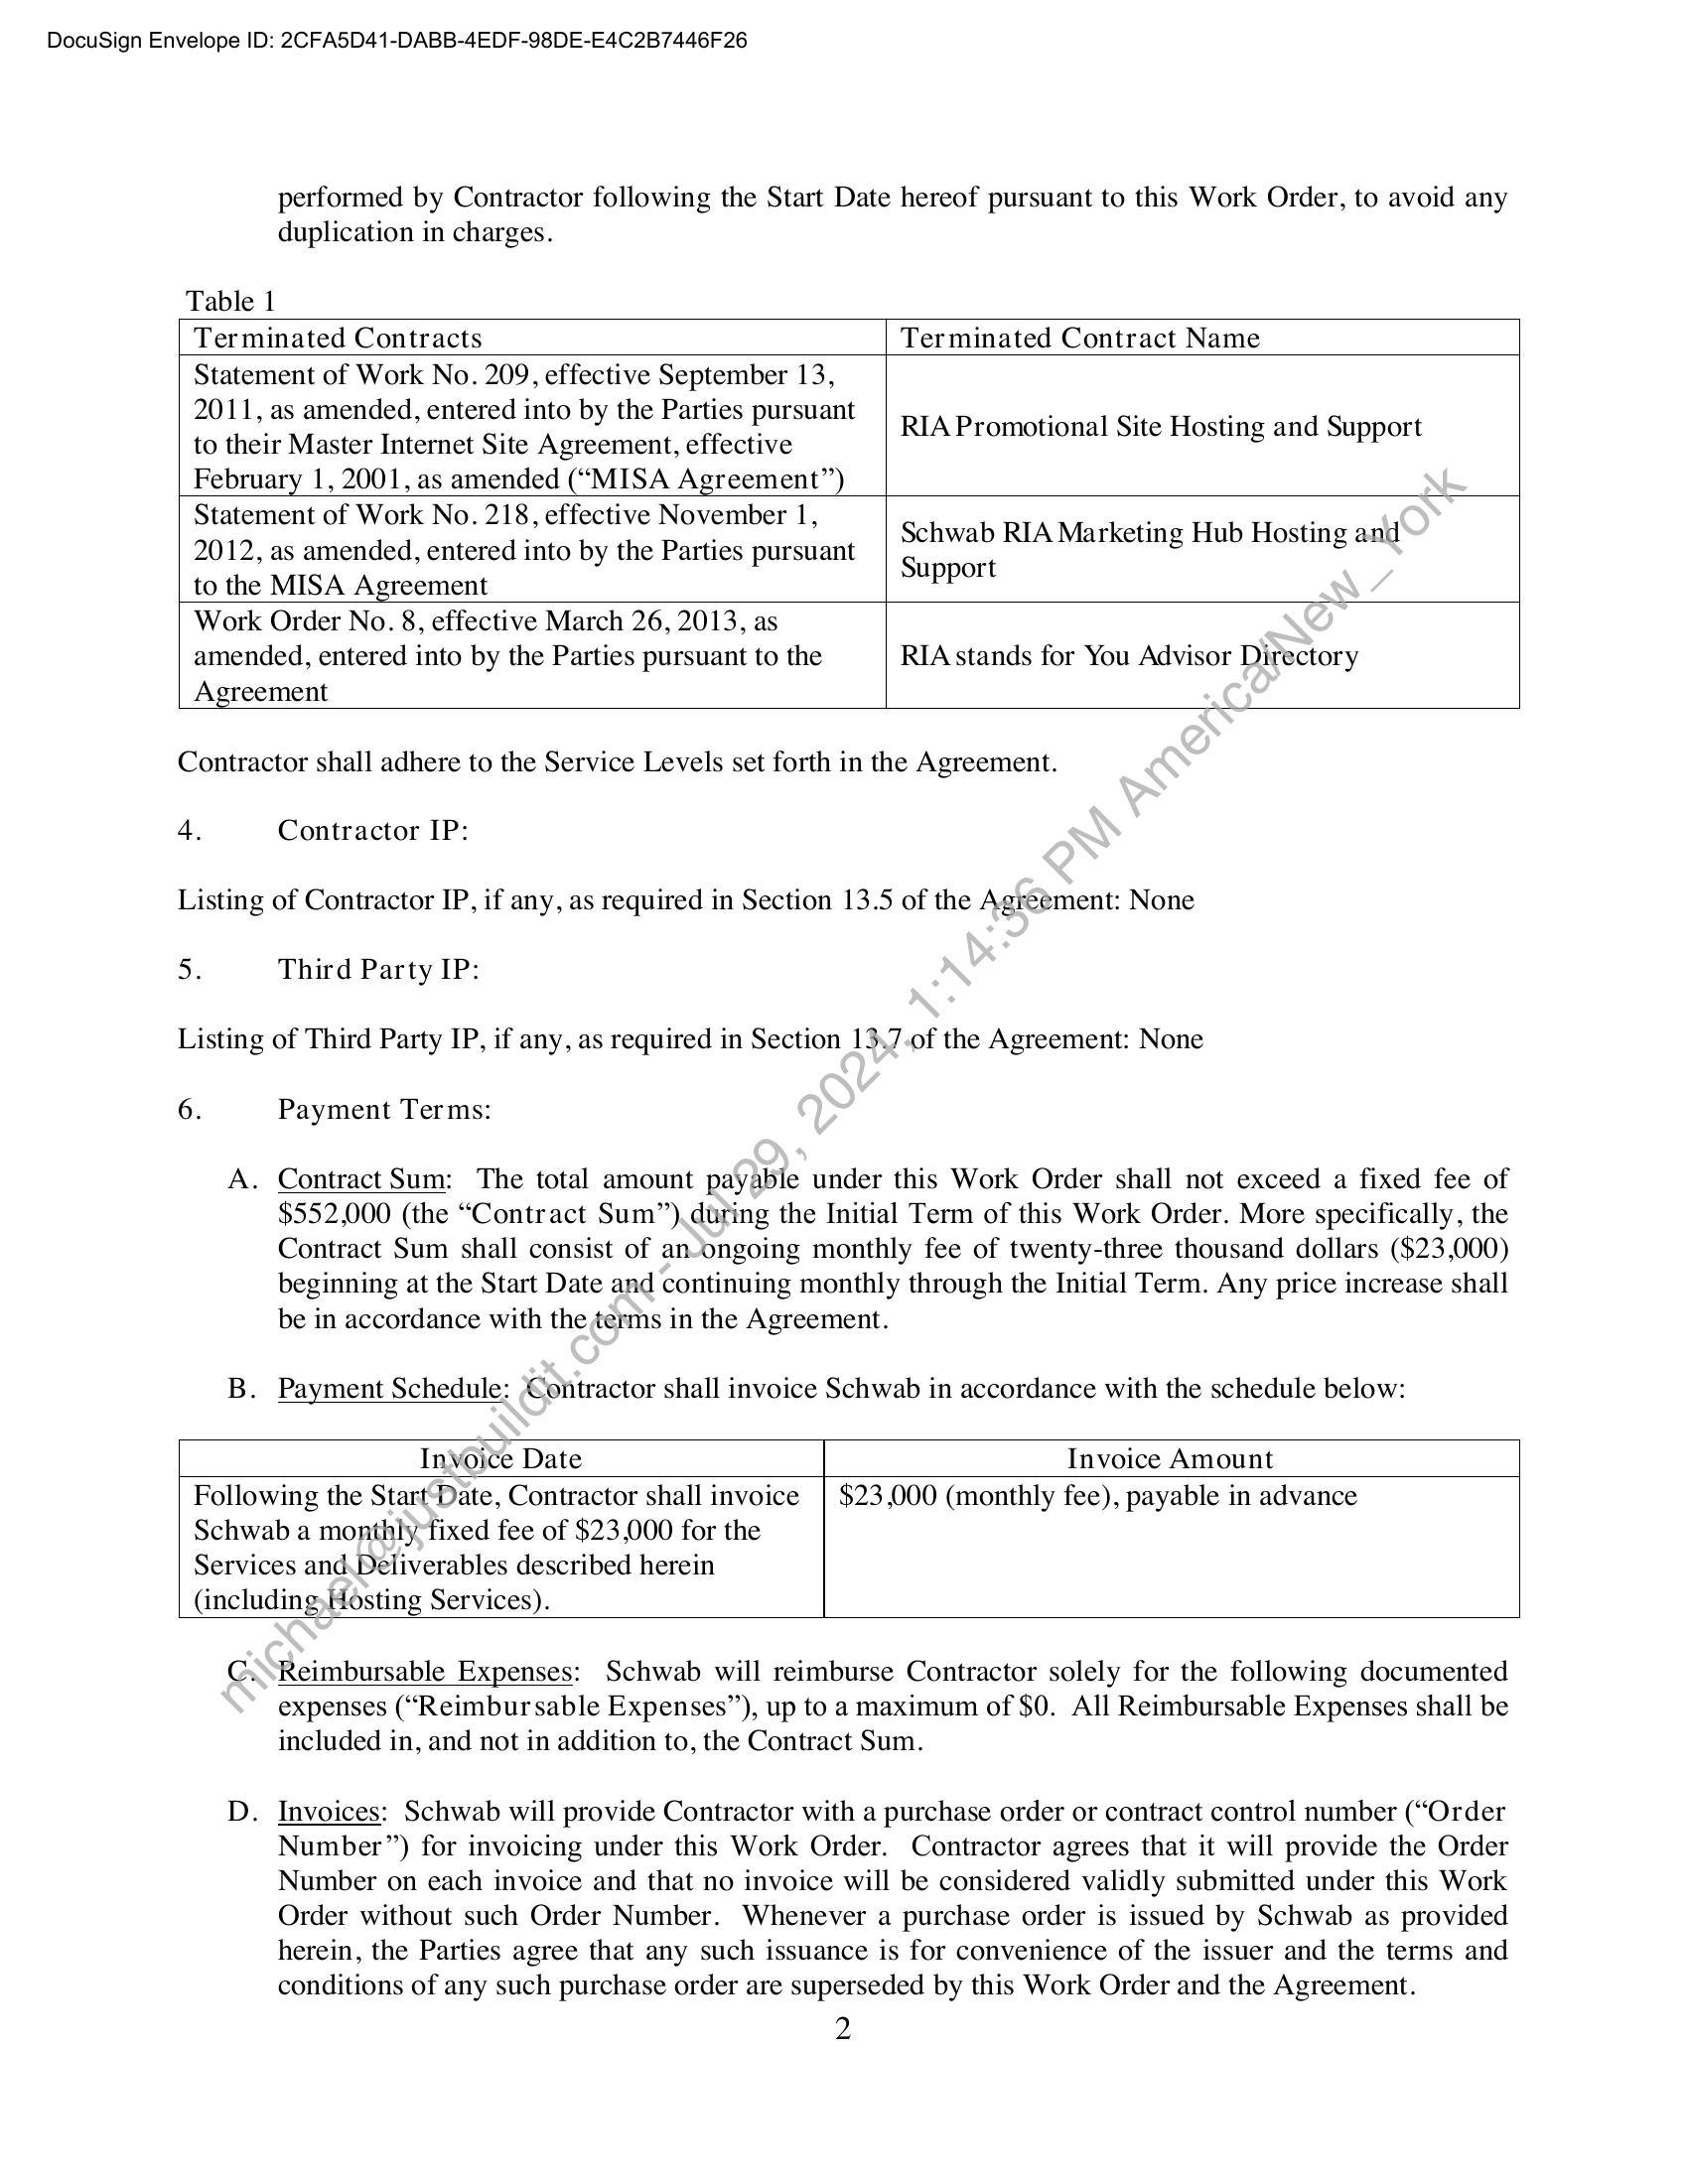 DocuSign Envelope ID: 2CFA5D41-DABB-4EDF-98DE-E4C2B7446F26
performed by Contractor following the Start Date hereof pursuant to this Work Order, to avoid any
duplication in charges.
Table 1
Terminated Contracts
Terminated Contract Name
Statement of Work No. 209, effective September 13,
2011, as amended, entered into by the Parties pursuant
to their Master Internet Site Agreement, effective
February 1, 2001, as amended (“MISA Agreement”)
RIA Promotional Site Hosting and Support
Statement of Work No. 218, effective November 1,
2012, as amended, entered into by the Parties pursuant
to the MISA Agreement
Schwab RIA Marketing Hub Hosting and
Support
Work Order No. 8, effective March 26, 2013, as
amended, entered into by the Parties pursuant to the
Agreement
RIA stands for You Advisor Directory
Contractor shall adhere to the Service Levels set forth in the Agreement.
4. Contractor IP:
Listing of Contractor IP, if any, as required in Section 13.5 of the Agreement: None
5. Third Party IP:
Listing of Third Party IP, if any, as required in Section 13.7 of the Agreement: None
6. Payment Terms:
A. Contract Sum: The total amount payable under this Work Order shall not exceed a fixed fee of
$552,000 (the “Contract Sum”) during the Initial Term of this Work Order. More specifically, the
Contract Sum shall consist of an ongoing monthly fee of twenty-three thousand dollars ($23,000)
beginning at the Start Date and continuing monthly through the Initial Term. Any price increase shall
be in accordance with the terms in the Agreement.
B. Payment Schedule: Contractor shall invoice Schwab in accordance with the schedule below:
Invoice Date
Invoice Amount
Following the Start Date, Contractor shall invoice
Schwab a monthly fixed fee of $23,000 for the
Services and Deliverables described herein
(including Hosting Services).
$23,000 (monthly fee), payable in advance
C. Reimbursable Expenses: Schwab will reimburse Contractor solely for the following documented
expenses (“Reimbursable Expenses”), up to a maximum of $0. All Reimbursable Expenses shall be
included in, and not in addition to, the Contract Sum.
D. Invoices: Schwab will provide Contractor with a purchase order or contract control number (“Order
Number”) for invoicing under this Work Order. Contractor agrees that it will provide the Order
Number on each invoice and that no invoice will be considered validly submitted under this Work
Order without such Order Number. Whenever a purchase order is issued by Schwab as provided
herein, the Parties agree that any such issuance is for convenience of the issuer and the terms and
conditions of any such purchase order are superseded by this Work Order and the Agreement.
2
michael@justbuildit.com - Jul 29, 2024, 1:14:36 PM America/New_York